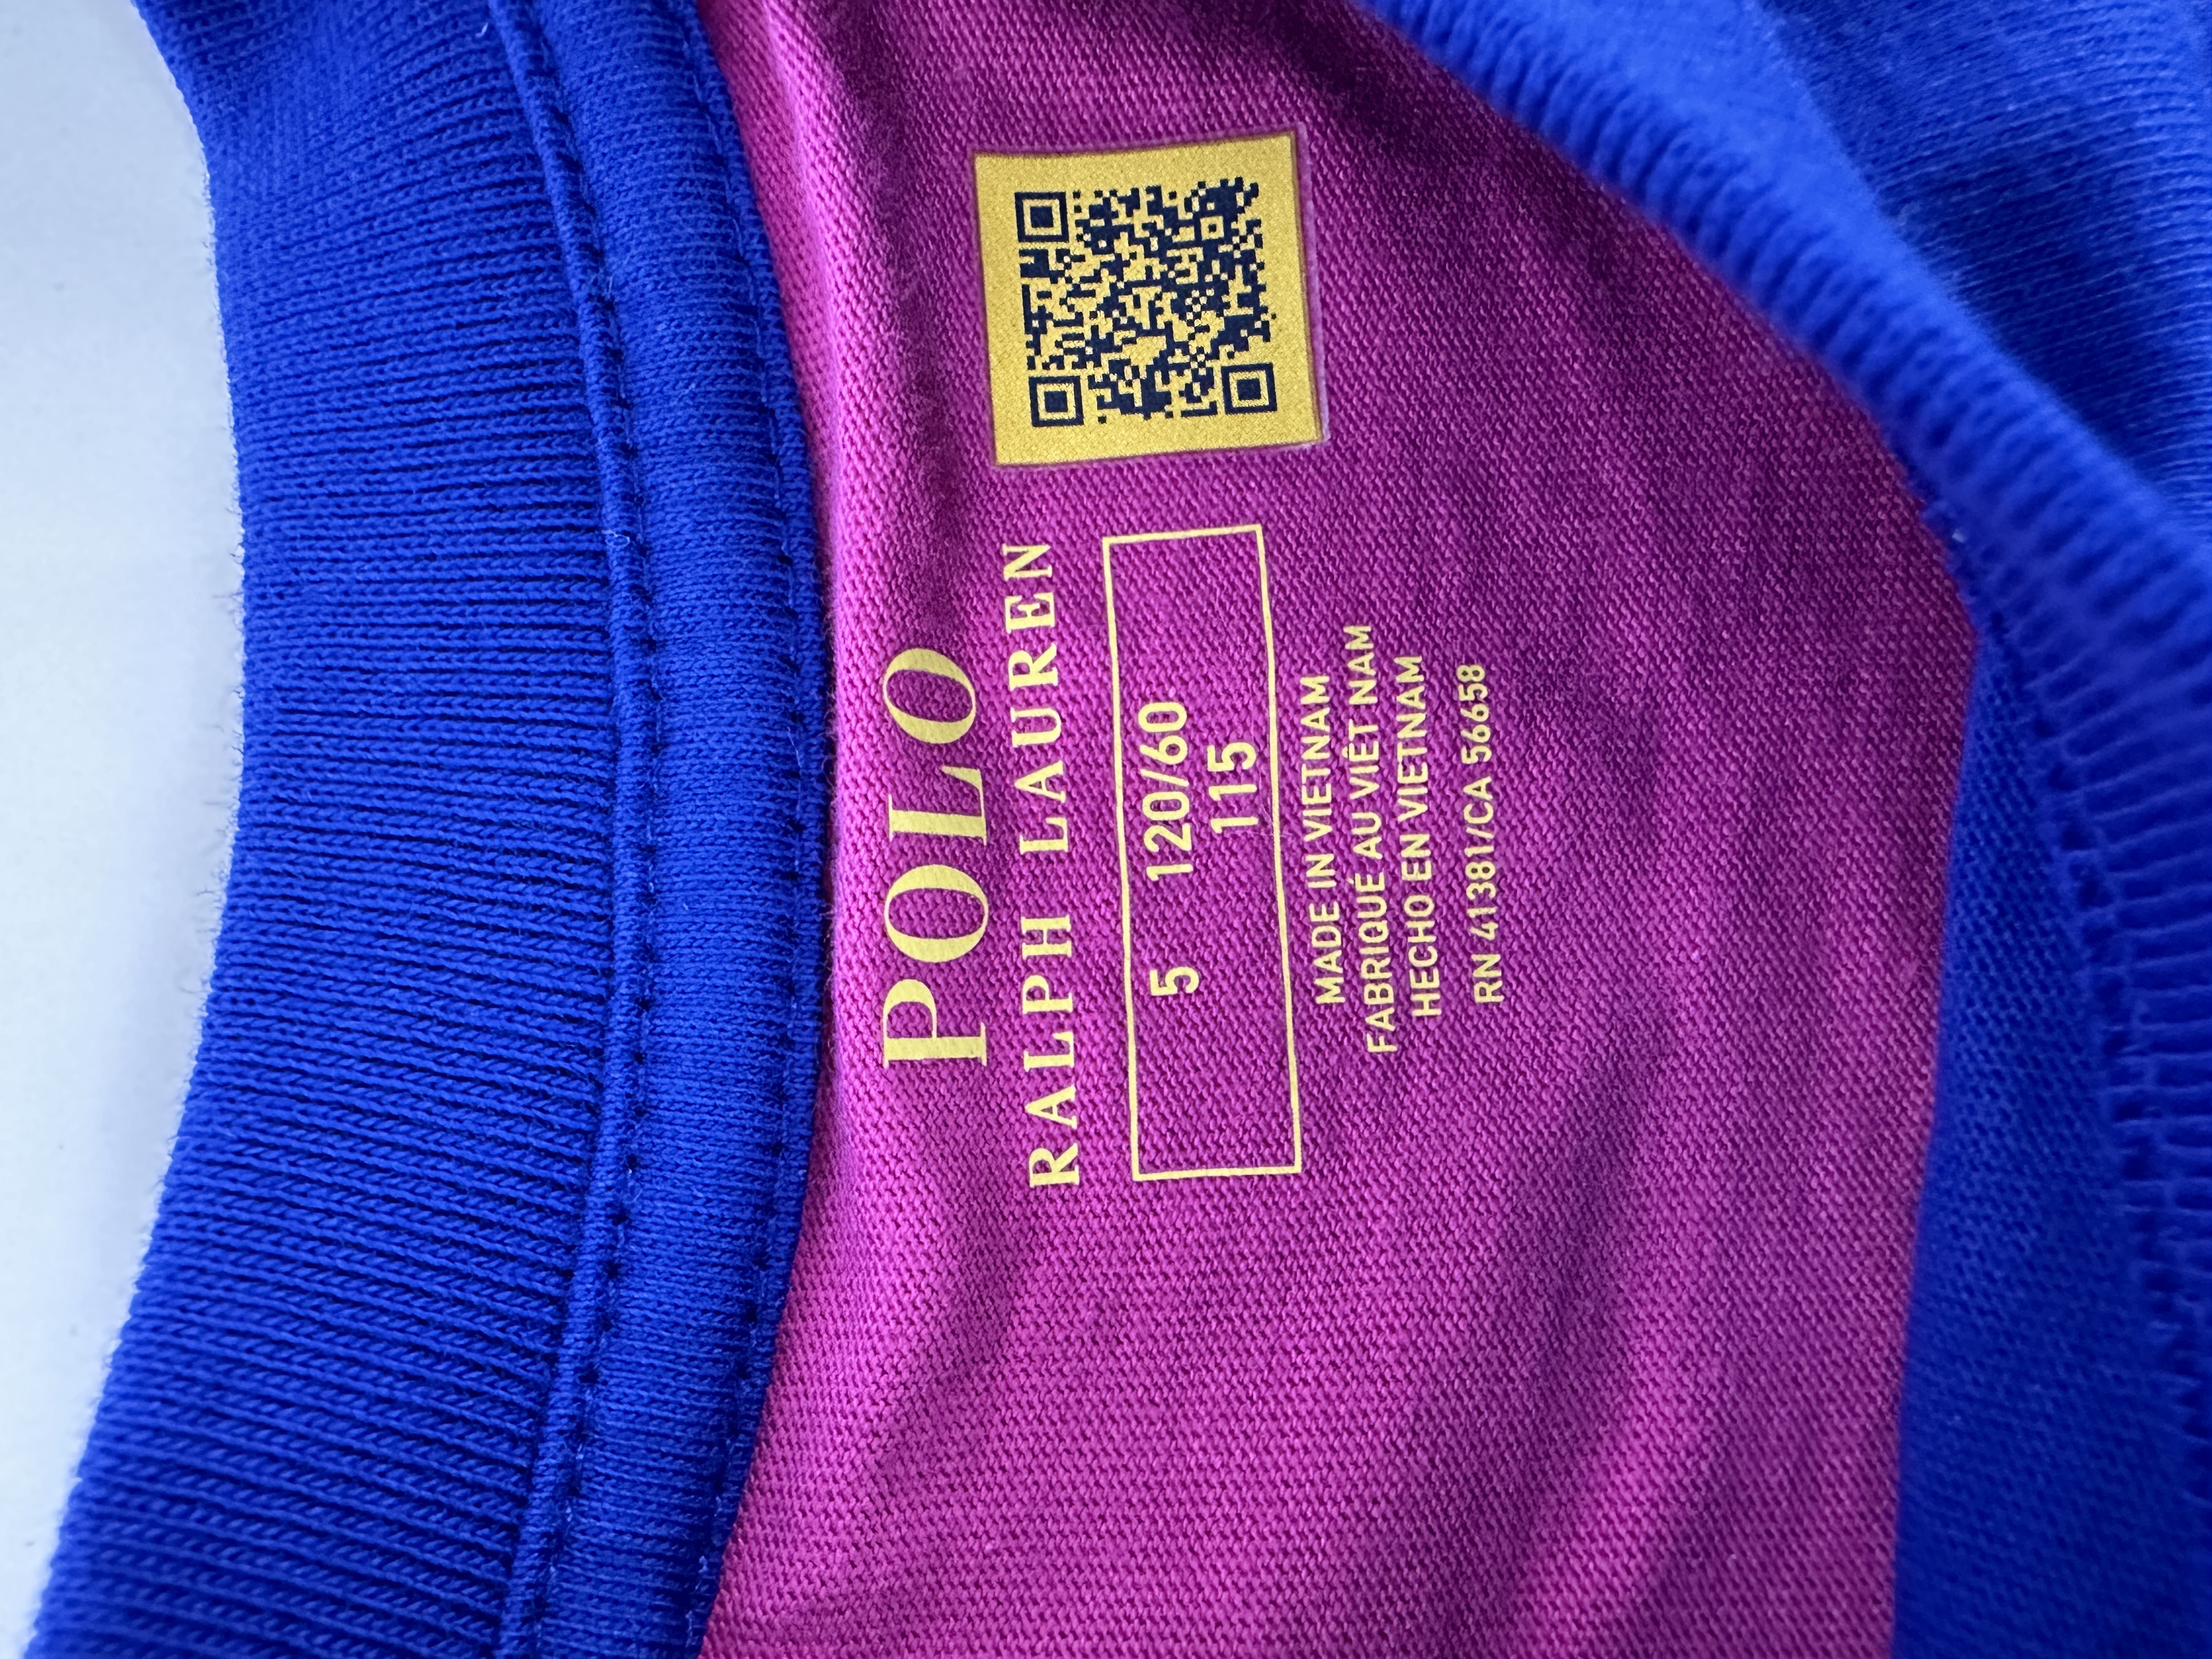 POLO
RALPH LAUREN
5 120/60
115
MADE IN VIETNAM
FABRIQUÉ AU VIÊT NAM
HECHO EN VIETNAM
RN 41381/CA 56658